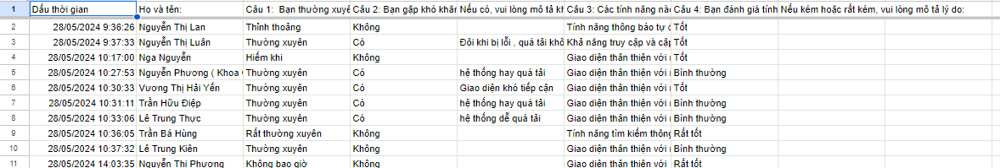 1 Dấu thời gian Họ và tên: Câu 1: Bạn thường xuyê Câu 2: Bạn gặp khó khăn Nếu có, vui lòng mô tả kh Câu 3: Các tính năng nào Câu 4: Bạn đánh giá tính Nếu kém hoặc rất kém, vui lòng mô tả lý do:
2 28/05/2024 9:36:26 Nguyễn Thị Lan Thỉnh thoảng Không Tính năng thông báo tự Tốt
3 28/05/2024 9:37:33 Nguyễn Thị Luân Thường xuyên Có Đôi khi bị lỗi , quá tải khô Khả năng truy cập và cập Tốt
4 28/05/2024 10:17:00 Nga Nguyễn Hiếm khi Không Giao diện thân thiện với Tốt
5 28/05/2024 10:27:53 Nguyễn Phương ( Khoa Thường xuyên Có hệ thống hay quá tải Giao diện thân thiện với Bình thường
6 28/05/2024 10:30:33 Vương Thị Hải Yến Thường xuyên Có Giao diện khó tiếp cận Giao diện thân thiện với Tốt
7 28/05/2024 10:31:11 Trần Hữu Điệp Thường xuyên Có hệ thống hay quá tải Giao diện thân thiện với Bình thường
8 28/05/2024 10:33:06 Lê Trung Thực Thường xuyên Có hệ thống dễ quá tải Giao diện thân thiện với Bình thường
9 28/05/2024 10:36:05 Trần Bá Hùng Rất thường xuyên Không Tính năng tìm kiếm thông Rất tốt
10 28/05/2024 10:37:32 Lê Trung Kiên Thường xuyên Không Giao diện thân thiện với Bình thường
11 28/05/2024 14:03:35 Nguyễn Thị Phương Không bao giờ Không Giao diện thân thiện với Rất tốt